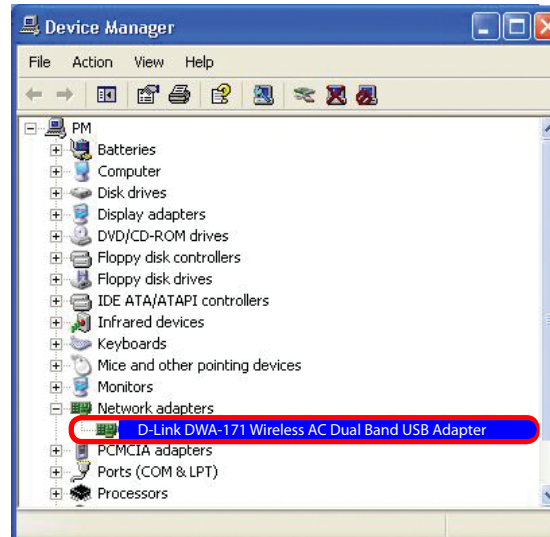 Device Manager
File Action View Help
PM
Batteries
Computer
Disk drives
Display adapters
DVD/CD-ROM drives
Floppy disk controllers
Floppy disk drives
IDE ATA/ATAPI controllers
Infrared devices
Keyboards
Mice and other pointing devices
Monitors
Network adapters
D-Link DWA-171 Wireless AC Dual Band USB Adapter
PCMCIA adapters
Ports (COM & LPT)
Processors